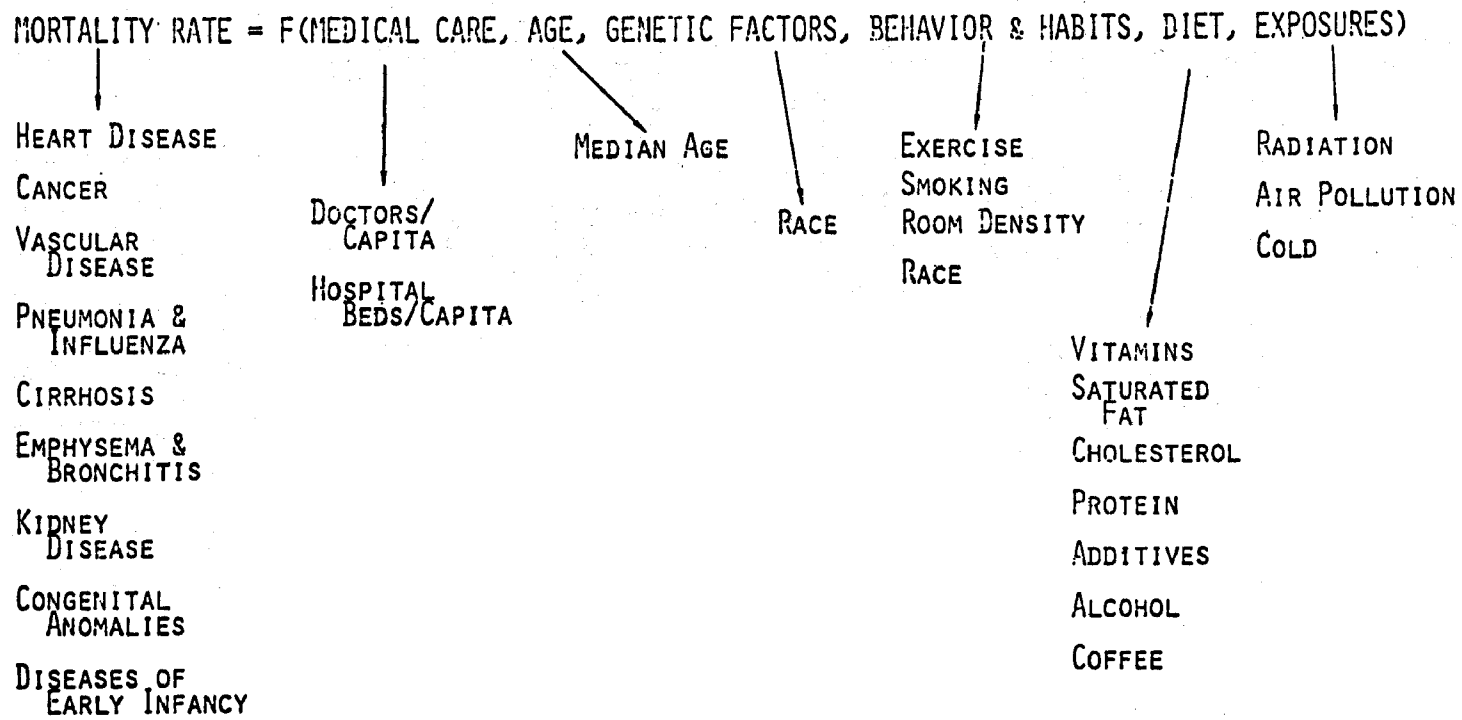 MORTALITY RATE = F(MEDICAL CARE, AGE, GENETIC FACTORS, BEHAVIOR & HABITS, DIET, EXPOSURES)
HEART DISEASE
CANCER
VASCULAR
DISEASE
PNEUMONIA &
INFLUENZA
CIRRHOSIS
EMPHYSEMA &
BRONCHITIS
KIDNEY
DISEASE
CONGENITAL
ANOMALIES
DISEASES OF
EARLY INFANCY
DOCTORS/
CAPITA
HOSPITAL
BEDS/CAPITA
MEDIAN AGE
RACE
EXERCISE
SMOKING
ROOM DENSITY
RACE
VITAMINS
SATURATED
FAT
CHOLESTEROL
PROTEIN
ADDITIVES
ALCOHOL
COFFEE
RADIATION
AIR POLLUTION
COLD